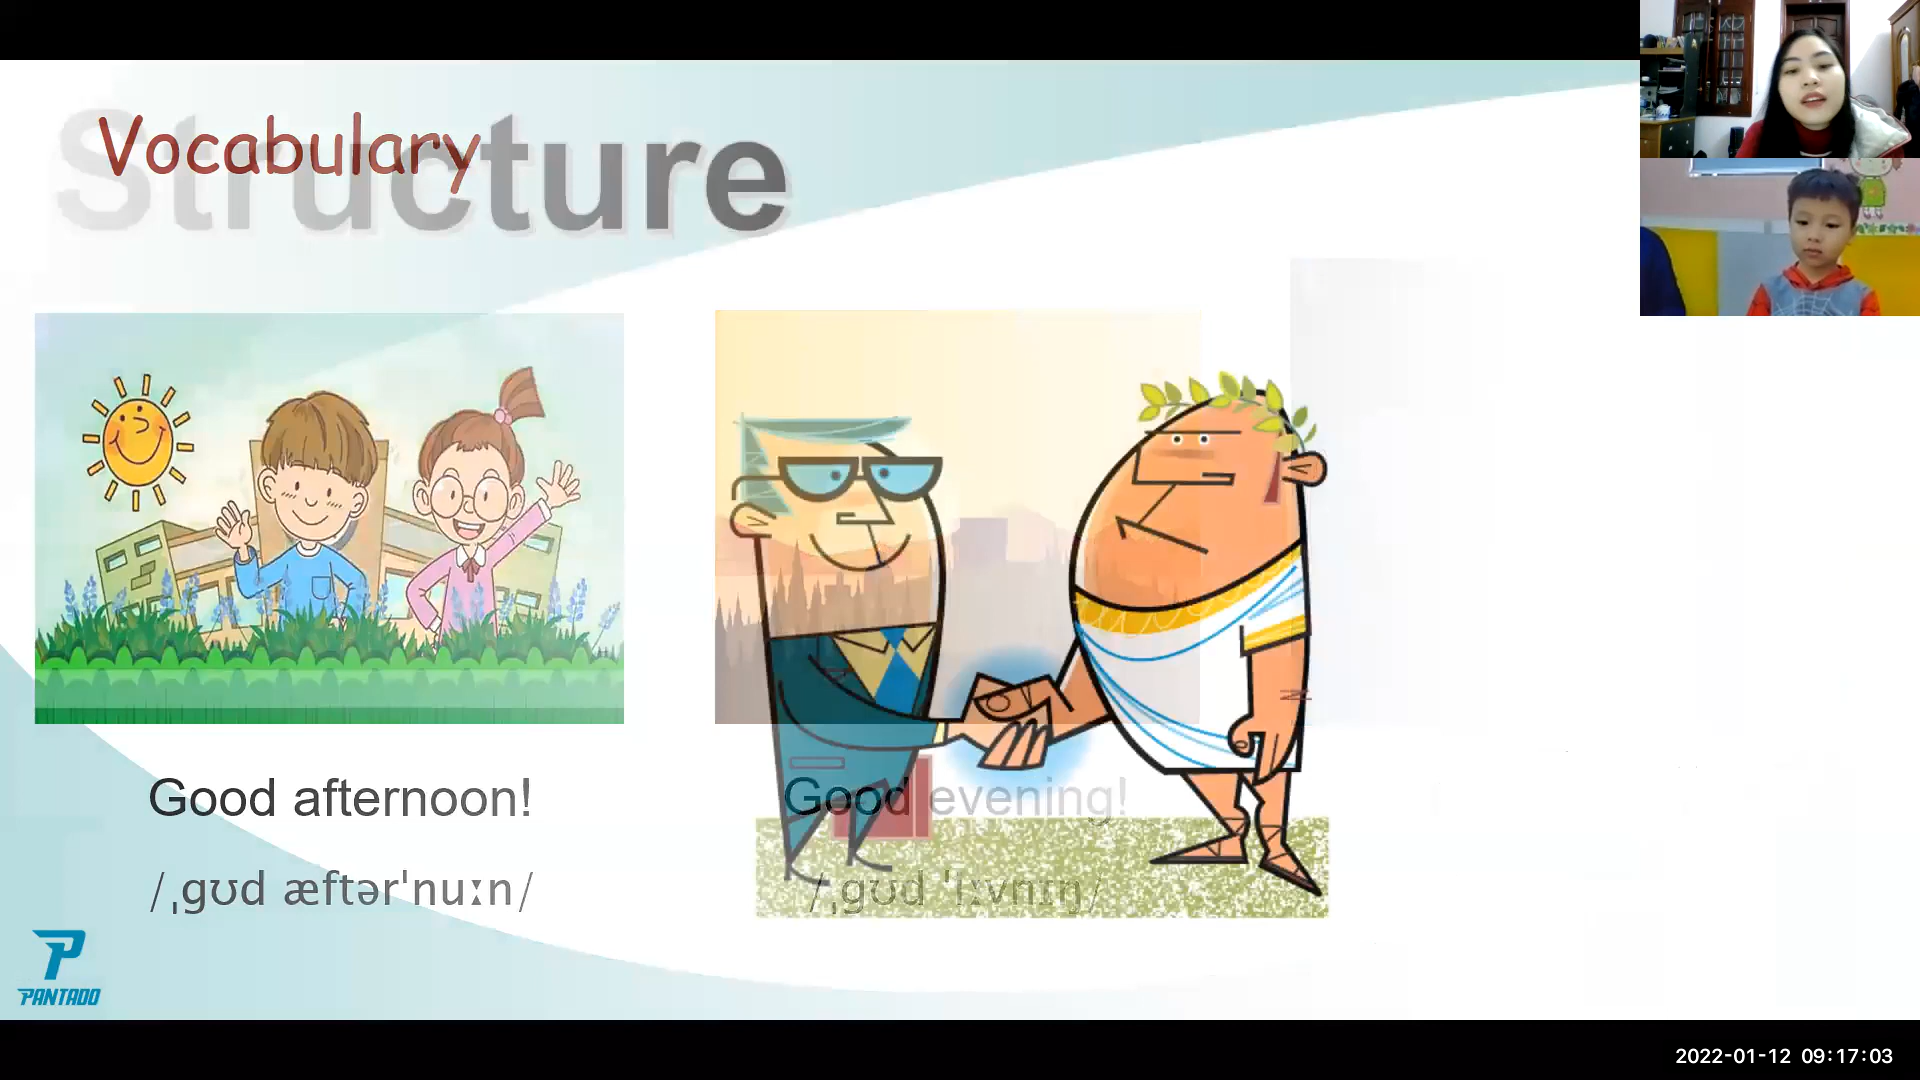 Vocabulary
Structure
Good afternoon!
/ˌɡʊd æftərˈnuːn/
Good evening!
/ˌɡʊd ˈiːvnɪŋ/
PANTADO
2022-01-12 09:17:03